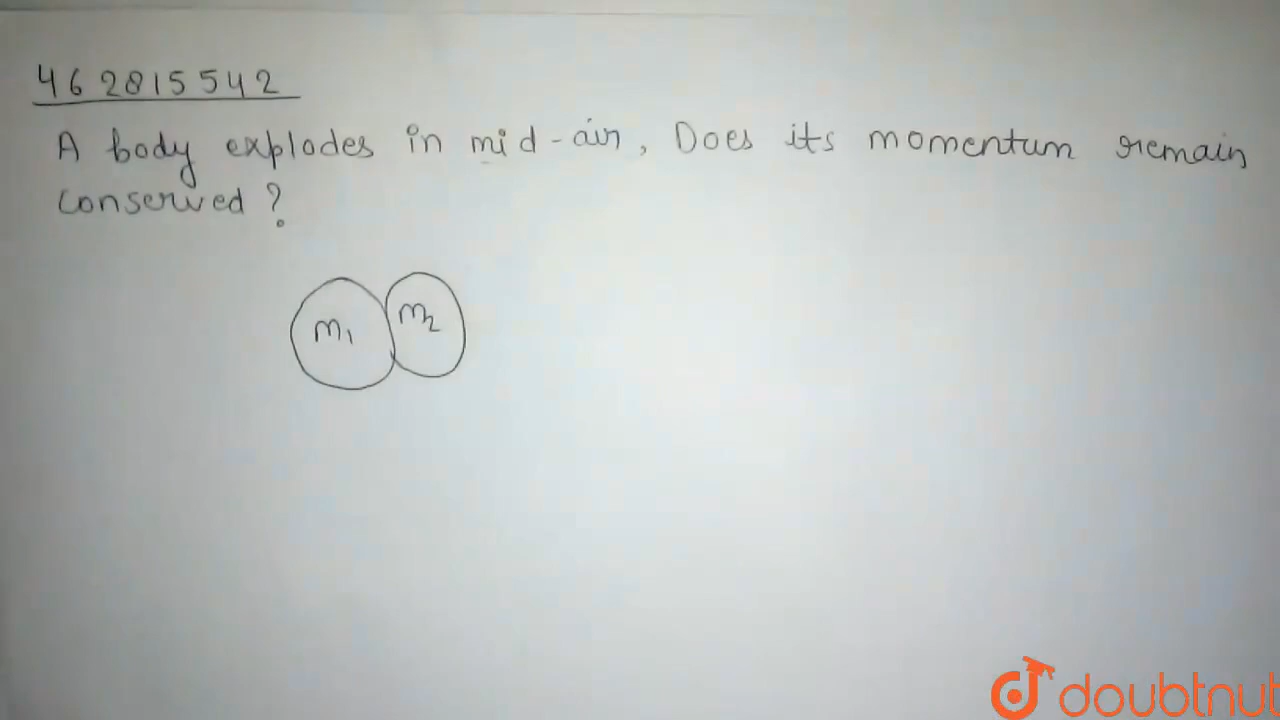 462815542
A body explodes in mid-air, Does its momentum remain
conserved ?
m1 m2
doubtnut